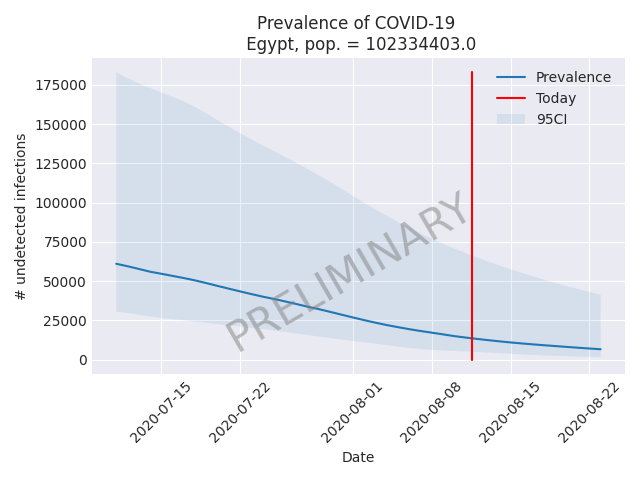 Prevalence of COVID-19
Egypt, pop. = 102334403.0
Prevalence
Today
95CI
175000
150000
125000
100000
75000
50000
25000
0
# undetected infections
PRELIMINARY
2020-07-15
2020-07-22
2020-08-01
2020-08-08
2020-08-15
2020-08-22
Date